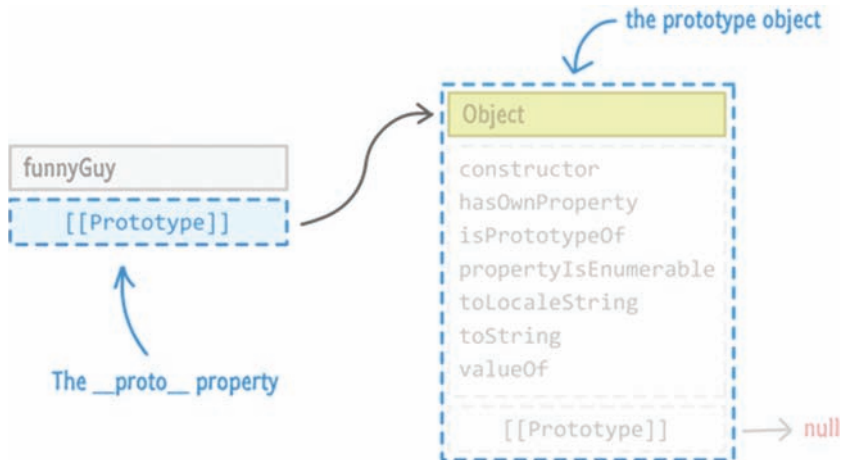 the prototype object
Object
funnyGuy
[[Prototype]]
The __proto__ property
constructor
hasOwnProperty
isPrototypeOf
propertyIsEnumerable
toLocaleString
toString
valueOf
[[Prototype]]
null